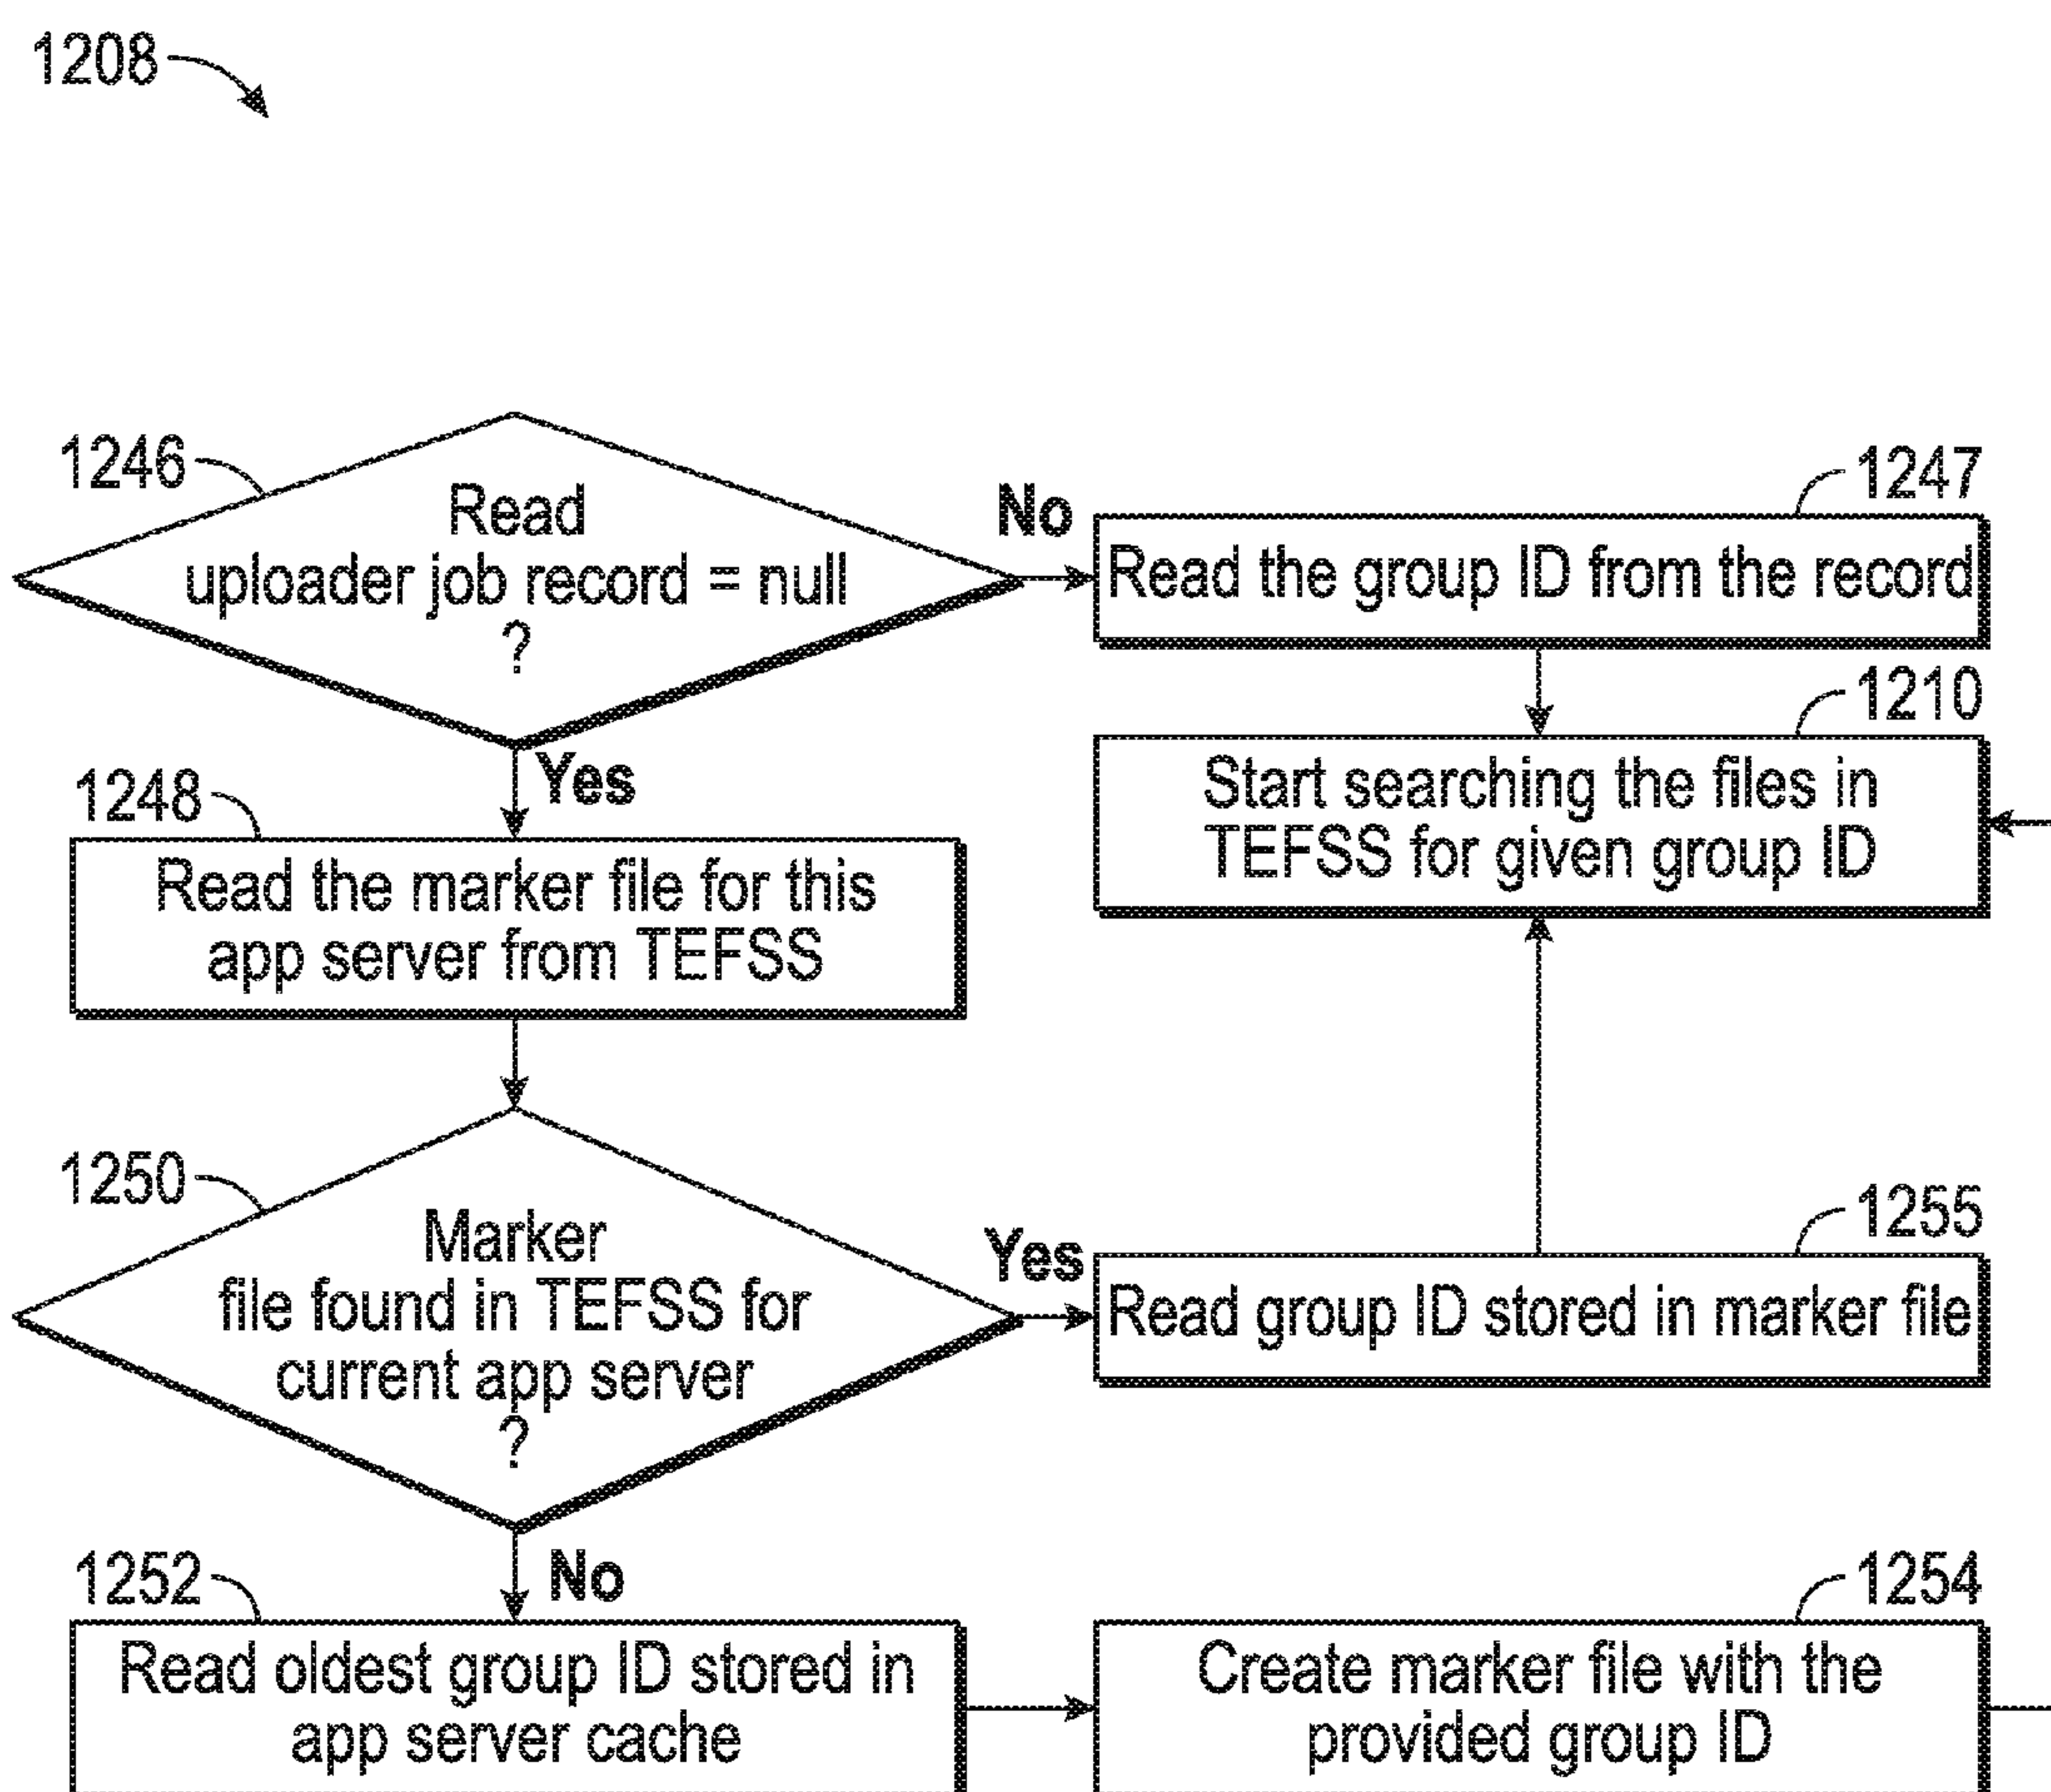 1208
1246
Read
uploader job record = null
?
No
1247
Read the group ID from the record
1210
Start searching the files in
TEFSS for given group ID
Yes
1248
Read the marker file for this
app server from TEFSS
1250
Marker
file found in TEFSS for
current app server
?
Yes
1255
Read group ID stored in marker file
No
1252
Read oldest group ID stored in
app server cache
1254
Create marker file with the
provided group ID